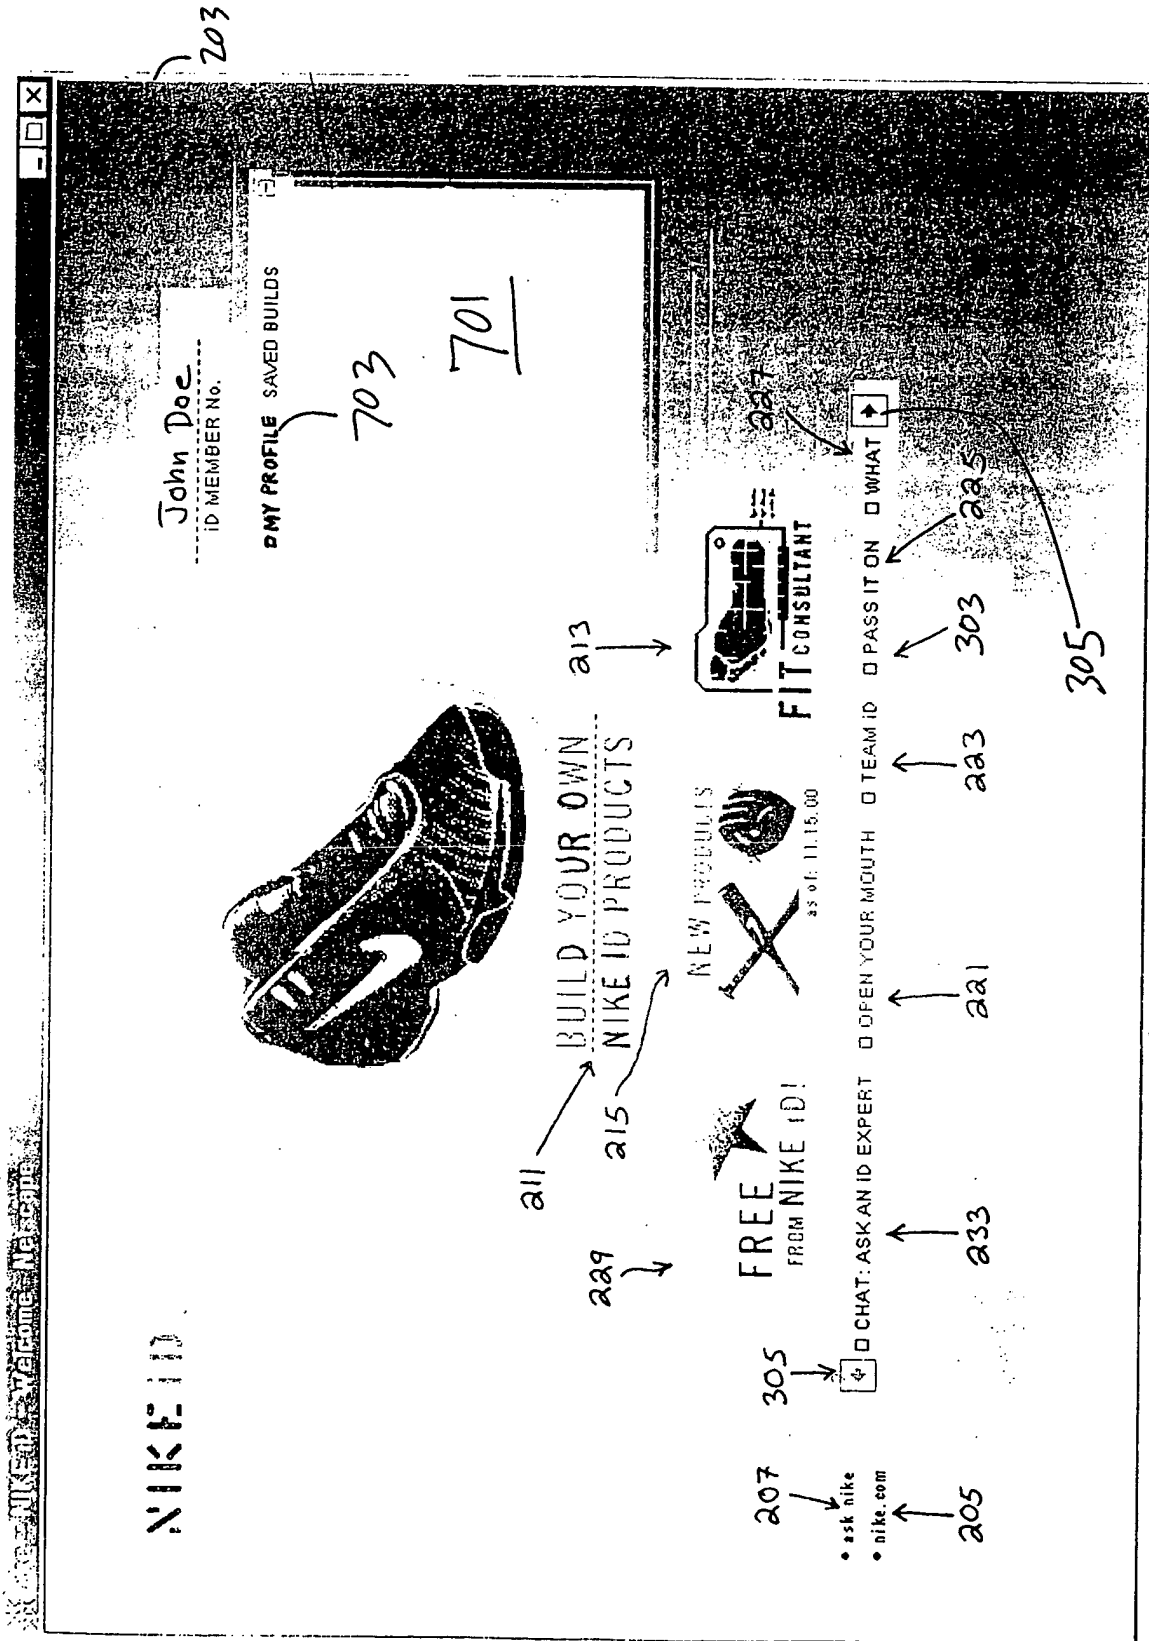 NIKE iD – Welcome – Netscape
203
NIKE iD
John Doe
iD MEMBER No.
MY PROFILE SAVED BUILDS
703
701
211
BUILD YOUR OWN
NIKE ID PRODUCTS
213
215
229
FREE
FROM NIKE iD!
NEW PRODUCTS
as of: 11.15.00
FIT CONSULTANT
227
207
305
• ask nike
• nike.com
CHAT: ASK AN ID EXPERT OPEN YOUR MOUTH TEAM iD PASS IT ON WHAT
205
233
221
223
303
225
305